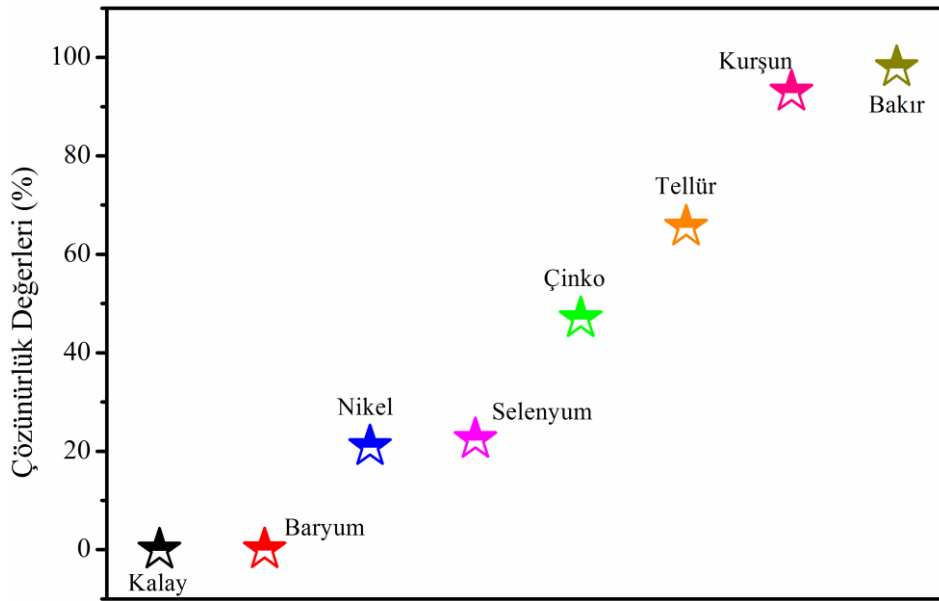 Çözünürlük Değerleri (%)
100
80
60
40
20
0
Kurşun
Bakır
Tellür
Çinko
Nikel
Selenyum
Baryum
Kalay